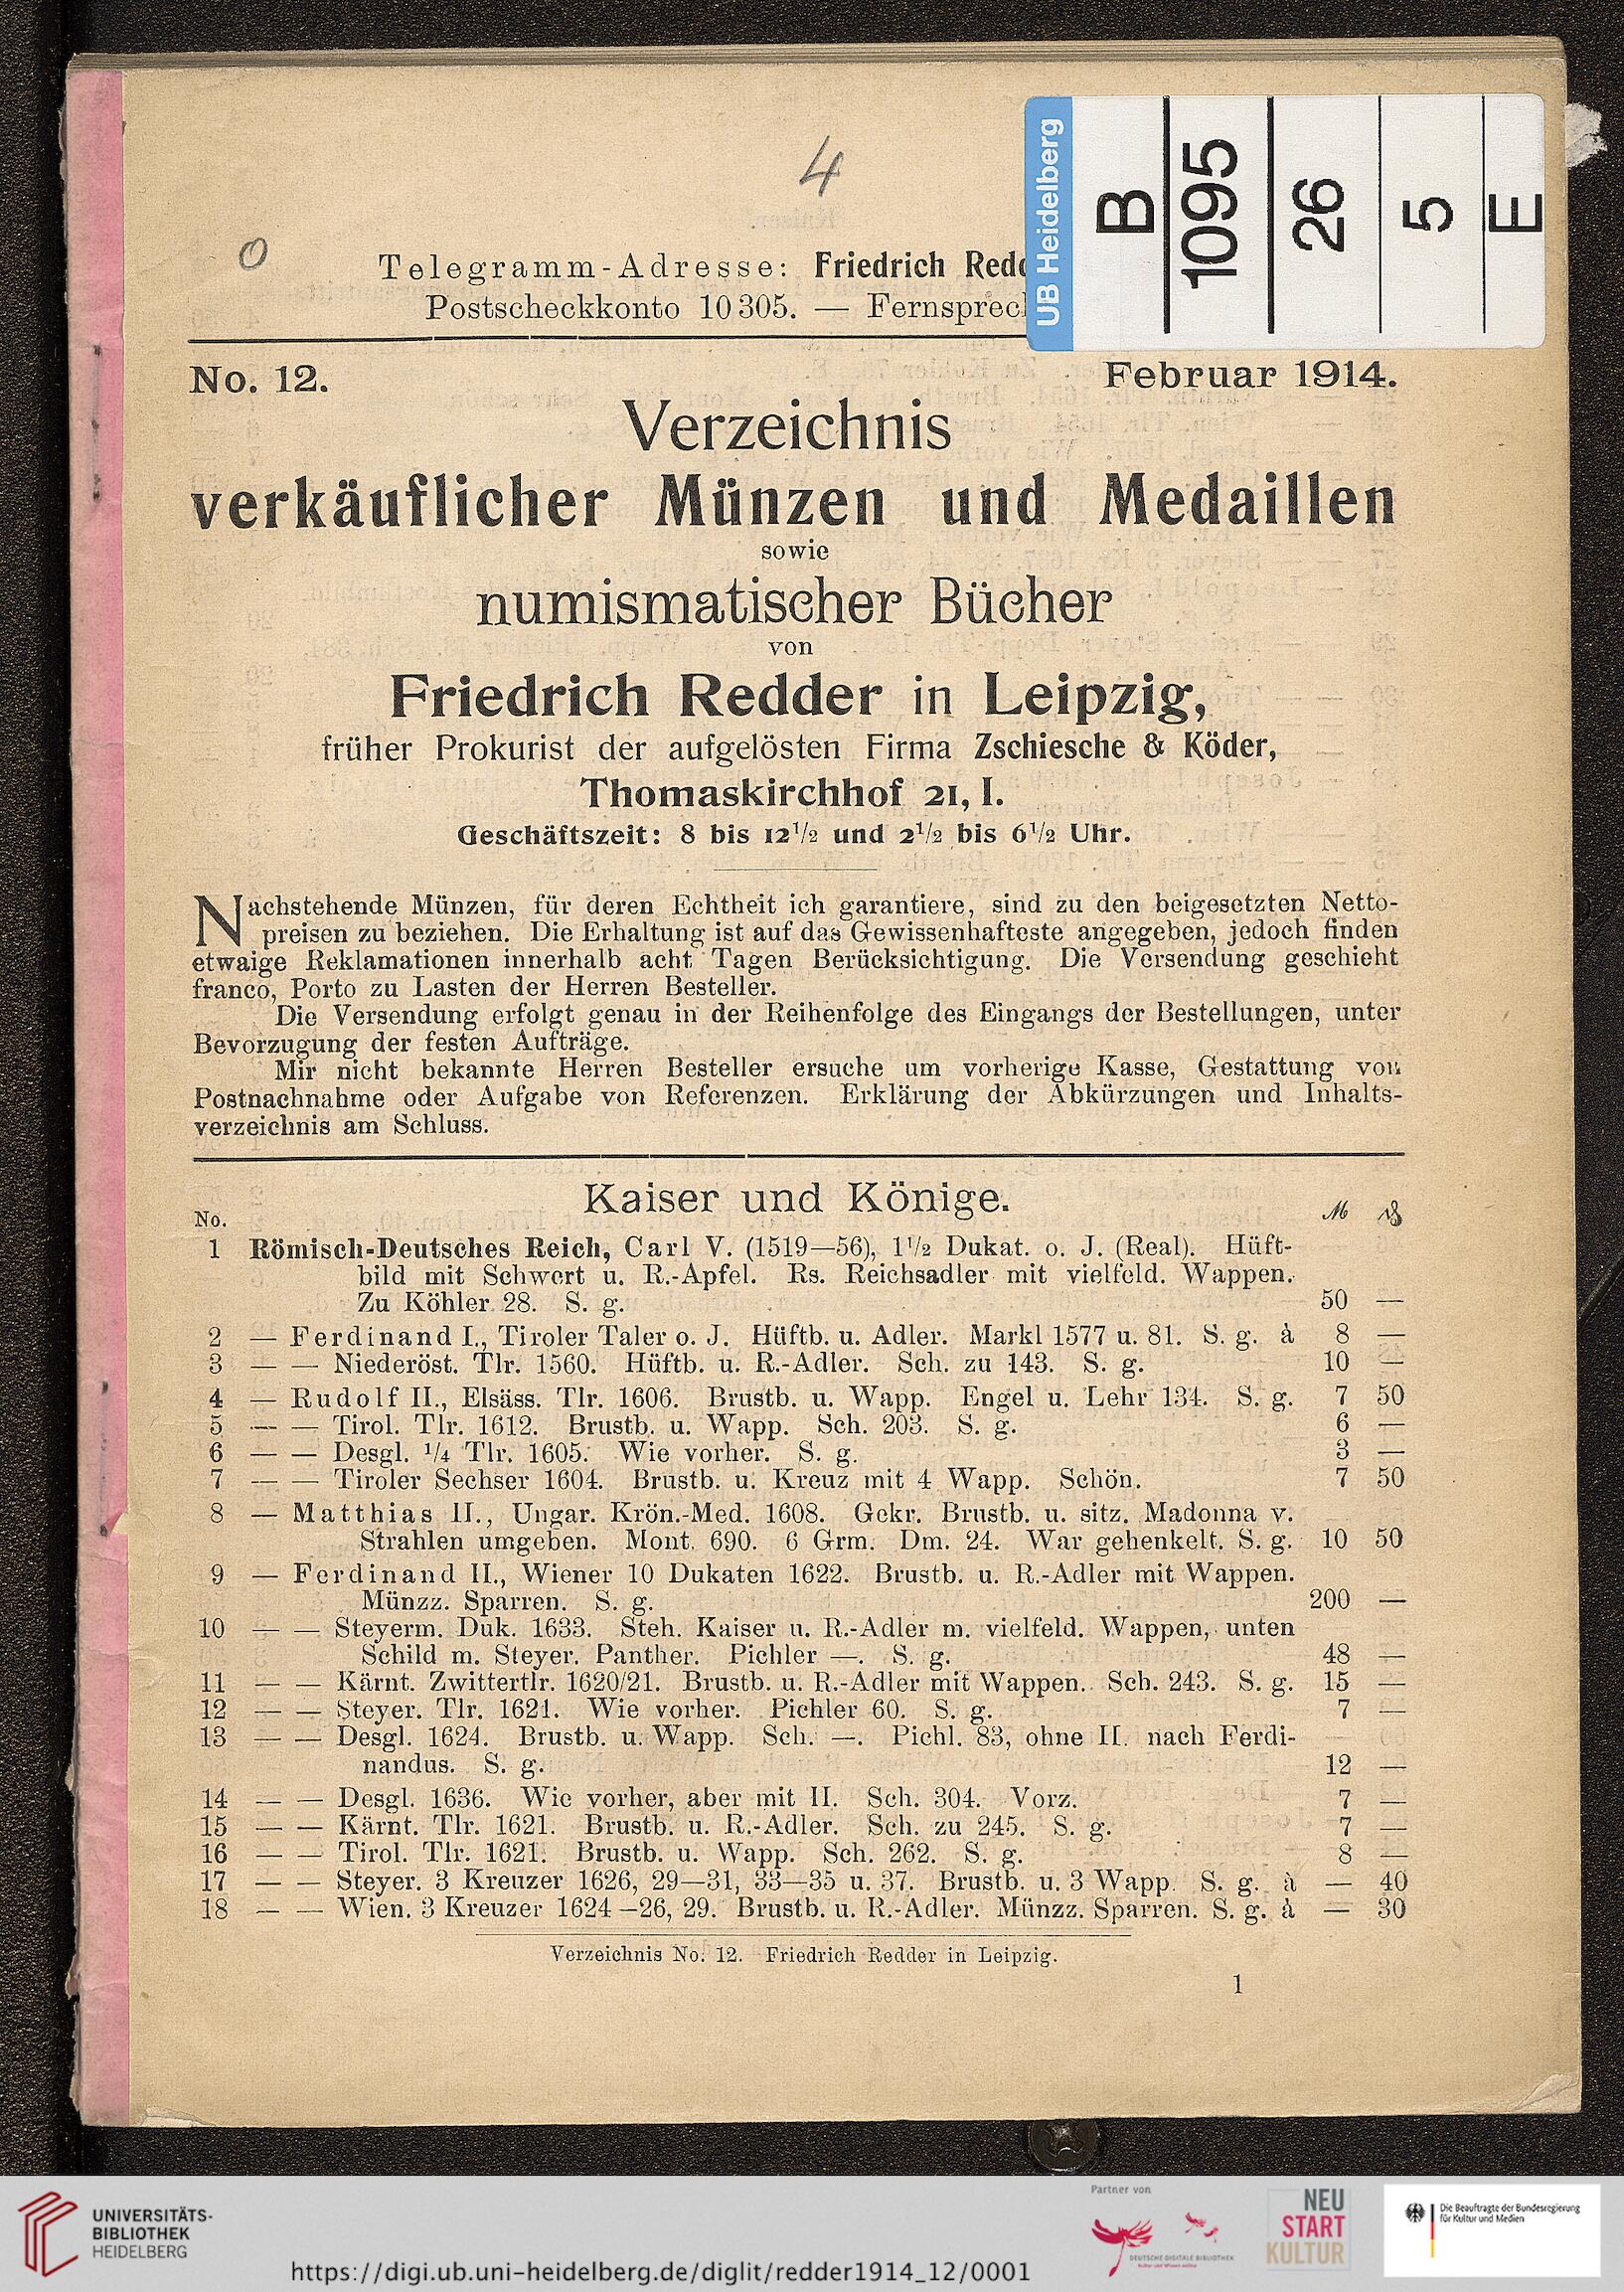 4
UB Heidelberg
B
1095
26
5
E
0
Telegramm-Adresse: Friedrich
Postscheckkonto 10305. —
No. 12.
Februar 1914.
Verzeichnis
verkäuflicher Münzen und Medaillen
sowie
numismatischer Bücher
von
Friedrich Redder in Leipzig,
früher Prokurist der aufgelösten Firma Zschiesche & Köder,
Thomaskirchhof 21, I.
Geschäftszeit: 8 bis 12½ und 2½ bis 6½ Uhr.
Nachstehende Münzen, für deren Echtheit ich garantiere, sind zu den beigesetzten Netto-
preisen zu beziehen. Die Erhaltung ist auf das Gewissenhafteste angegeben, jedoch finden
etwaige Reklamationen innerhalb acht Tagen Berücksichtigung. Die Versendung geschieht
franco, Porto zu Lasten der Herren Besteller.
Die Versendung erfolgt genau in der Reihenfolge des Eingangs der Bestellungen, unter
Bevorzugung der festen Aufträge.
Mir nicht bekannte Herren Besteller ersuche um vorherige Kasse, Gestattung von
Postnachnahme oder Aufgabe von Referenzen. Erklärung der Abkürzungen und Inhalts-
verzeichnis am Schluss.
Kaiser und Könige.
No. ℳ ₰
1 Römisch-Deutsches Reich, Carl V. (1519—56), 1½ Dukat. o. J. (Real). Hüft-
bild mit Schwert u. R.-Apfel. Rs. Reichsadler mit vielfeld. Wappen.
Zu Köhler 28. S. g. 50 —
2 — Ferdinand I., Tiroler Taler o. J. Hüftb. u. Adler. Markl 1577 u. 81. S. g. à 8 —
3 — — Niederöst. Tlr. 1560. Hüftb. u. R.-Adler. Sch. zu 143. S. g. 10 —
4 — Rudolf II., Elsäss. Tlr. 1606. Brustb. u. Wapp. Engel u. Lehr 134. S. g. 7 50
5 — — Tirol. Tlr. 1612. Brustb. u. Wapp. Sch. 203. S. g. 6 —
6 — — Desgl. ¼ Tlr. 1605. Wie vorher. S. g. 3 —
7 — — Tiroler Sechser 1604. Brustb. u. Kreuz mit 4 Wapp. Schön. 7 50
8 — Matthias II., Ungar. Krön.-Med. 1608. Gekr. Brustb. u. sitz. Madonna v.
Strahlen umgeben. Mont. 690. 6 Grm. Dm. 24. War gehenkelt. S. g. 10 50
9 — Ferdinand II., Wiener 10 Dukaten 1622. Brustb. u. R.-Adler mit Wappen.
Münzz. Sparren. S. g. 200 —
10 — — Steyerm. Duk. 1633. Steh. Kaiser u. R.-Adler m. vielfeld. Wappen, unten
Schild m. Steyer. Panther. Pichler —. S. g. 48 —
11 — — Kärnt. Zwittertlr. 1620/21. Brustb. u. R.-Adler mit Wappen. Sch. 243. S. g. 15 —
12 — — Steyer. Tlr. 1621. Wie vorher. Pichler 60. S. g. 7 —
13 — — Desgl. 1624. Brustb. u. Wapp. Sch. —. Pichl. 83, ohne II. nach Ferdi-
nandus. S. g. 12 —
14 — — Desgl. 1636. Wie vorher, aber mit II. Sch. 304. Vorz. 7 —
15 — — Kärnt. Tlr. 1621. Brustb. u. R.-Adler. Sch. zu 245. S. g. 7 —
16 — — Tirol. Tlr. 1621. Brustb. u. Wapp. Sch. 262. S. g. 8 —
17 — — Steyer. 3 Kreuzer 1626, 29—31, 33—35 u. 37. Brustb. u. 3 Wapp. S. g. à — 40
18 — — Wien. 3 Kreuzer 1624—26, 29. Brustb. u. R.-Adler. Münzz. Sparren. S. g. à — 30
Verzeichnis No. 12. Friedrich Redder in Leipzig.
1
UNIVERSITÄTS-
BIBLIOTHEK
HEIDELBERG
https://digi.ub.uni-heidelberg.de/diglit/redder1914_12/0001
Partner von
DEUTSCHE DIGITALE BIBLIOTHEK
NEU
START
KULTUR
Die Beauftragte der Bundesregierung
für Kultur und Medien